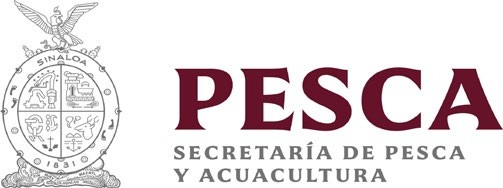 SINALOA
1831
PESCA
SECRETARÍA DE PESCA
Y ACUACULTURA